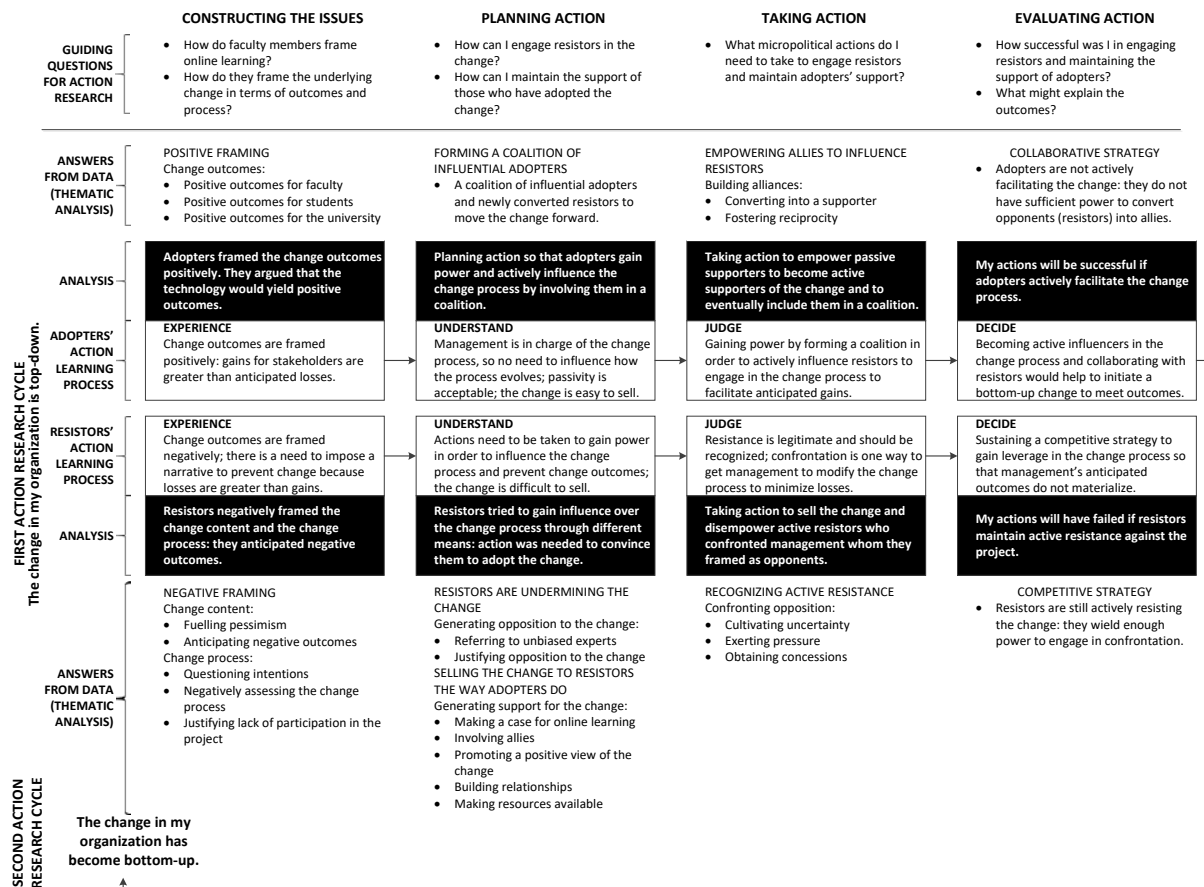 CONSTRUCTING THE ISSUES
PLANNING ACTION
TAKING ACTION
EVALUATING ACTION
GUIDING
QUESTIONS
FOR ACTION
RESEARCH
• How do faculty members frame
online learning?
• How do they frame the underlying
change in terms of outcomes and
process?
• How can I engage resistors in the
change?
• How can I maintain the support of
those who have adopted the
change?
• What micropolitical actions do I
need to take to engage resistors
and maintain adopters’ support?
• How successful was I in engaging
resistors and maintaining the
support of adopters?
• What might explain the
outcomes?
FIRST ACTION RESEARCH CYCLE
The change in my organization is top-down.
ANSWERS
FROM DATA
(THEMATIC
ANALYSIS)
POSITIVE FRAMING
Change outcomes:
• Positive outcomes for faculty
• Positive outcomes for students
• Positive outcomes for the university
FORMING A COALITION OF
INFLUENTIAL ADOPTERS
• A coalition of influential adopters
and newly converted resistors to
move the change forward.
EMPOWERING ALLIES TO INFLUENCE
RESISTORS
Building alliances:
• Converting into a supporter
• Fostering reciprocity
COLLABORATIVE STRATEGY
• Adopters are not actively
facilitating the change: they do not
have sufficient power to convert
opponents (resistors) into allies.
ANALYSIS
Adopters framed the change outcomes
positively. They argued that the
technology would yield positive
outcomes.
Planning action so that adopters gain
power and actively influence the
change process by involving them in a
coalition.
Taking action to empower passive
supporters to become active
supporters of the change and to
eventually include them in a coalition.
My actions will be successful if
adopters actively facilitate the change
process.
ADOPTERS’
ACTION
LEARNING
PROCESS
EXPERIENCE
Change outcomes are framed
positively: gains for stakeholders are
greater than anticipated losses.
UNDERSTAND
Management is in charge of the change
process, so no need to influence how
the process evolves; passivity is
acceptable; the change is easy to sell.
JUDGE
Gaining power by forming a coalition in
order to actively influence resistors to
engage in the change process to
facilitate anticipated gains.
DECIDE
Becoming active influencers in the
change process and collaborating with
resistors would help to initiate a
bottom-up change to meet outcomes.
RESISTORS’
ACTION
LEARNING
PROCESS
EXPERIENCE
Change outcomes are framed
negatively; there is a need to impose a
narrative to prevent change because
losses are greater than gains.
UNDERSTAND
Actions need to be taken to gain power
in order to influence the change
process and prevent change outcomes;
the change is difficult to sell.
JUDGE
Resistance is legitimate and should be
recognized; confrontation is one way to
get management to modify the change
process to minimize losses.
DECIDE
Sustaining a competitive strategy to
gain leverage in the change process so
that management’s anticipated
outcomes do not materialize.
ANALYSIS
Resistors negatively framed the
change content and the change
process: they anticipated negative
outcomes.
Resistors tried to gain influence over
the change process through different
means: action was needed to convince
them to adopt the change.
Taking action to sell the change and
disempower active resistors who
confronted management whom they
framed as opponents.
My actions will have failed if resistors
maintain active resistance against the
project.
ANSWERS
FROM DATA
(THEMATIC
ANALYSIS)
NEGATIVE FRAMING
Change content:
• Fuelling pessimism
• Anticipating negative outcomes
Change process:
• Questioning intentions
• Negatively assessing the change
process
• Justifying lack of participation in the
project
RESISTORS ARE UNDERMINING THE
CHANGE
Generating opposition to the change:
• Referring to unbiased experts
• Justifying opposition to the change
SELLING THE CHANGE TO RESISTORS
THE WAY ADOPTERS DO
Generating support for the change:
• Making a case for online learning
• Involving allies
• Promoting a positive view of the
change
• Building relationships
• Making resources available
RECOGNIZING ACTIVE RESISTANCE
Confronting opposition:
• Cultivating uncertainty
• Exerting pressure
• Obtaining concessions
COMPETITIVE STRATEGY
• Resistors are still actively resisting
the change: they wield enough
power to engage in confrontation.
SECOND ACTION
RESEARCH CYCLE
The change in my
organization has
become bottom-up.